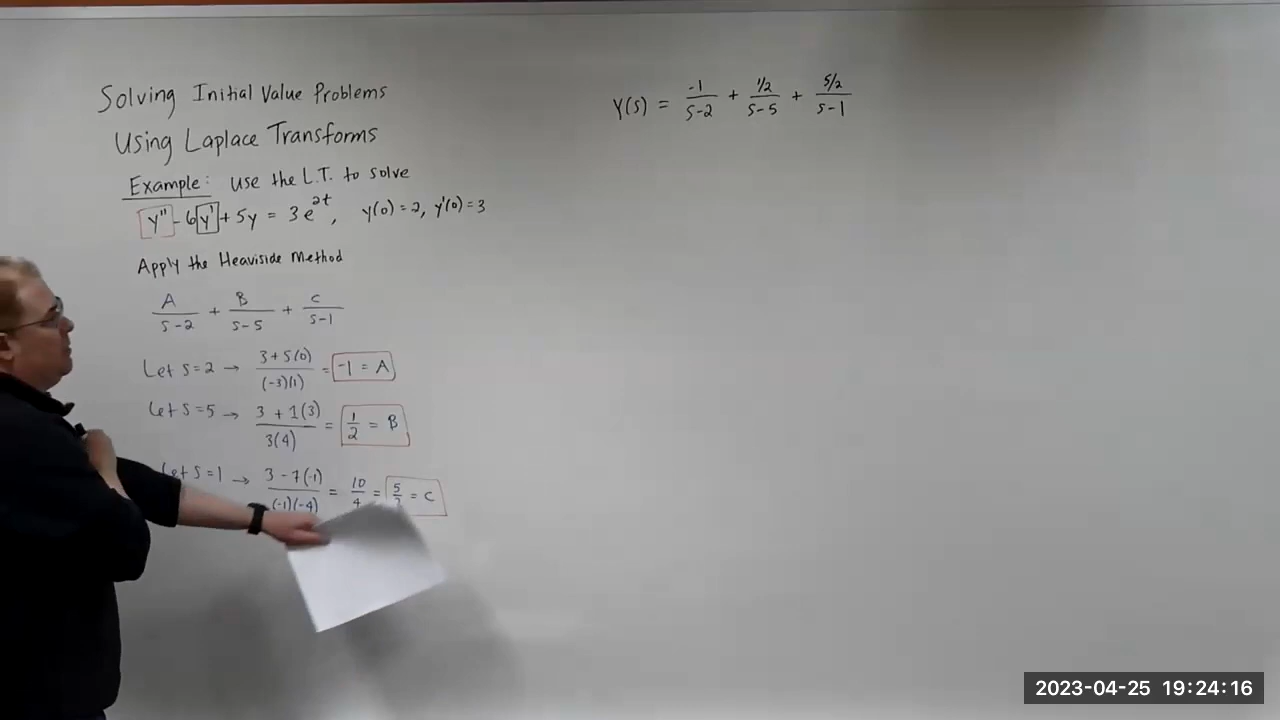 Solving Initial Value Problems
Using Laplace Transforms
Example: Use the L.T. to solve
y'' - 6y' + 5y = 3e^{2t}, y(0) = 2, y'(0) = 3
Apply the Heaviside Method
A/(s-2) + B/(s-5) + C/(s-1)
Let s=2 → (3+5(0))/((-3)(1)) = -1 = A
Let s=5 → (3+1(3))/(3(4)) = 1/2 = B
Let s=1 → (3-7(-1))/((-1)(-4)) = 10/4 = 5/2 = C
Y(s) = -1/(s-2) + 1/2/(s-5) + 5/2/(s-1)
2023-04-25 19:24:16